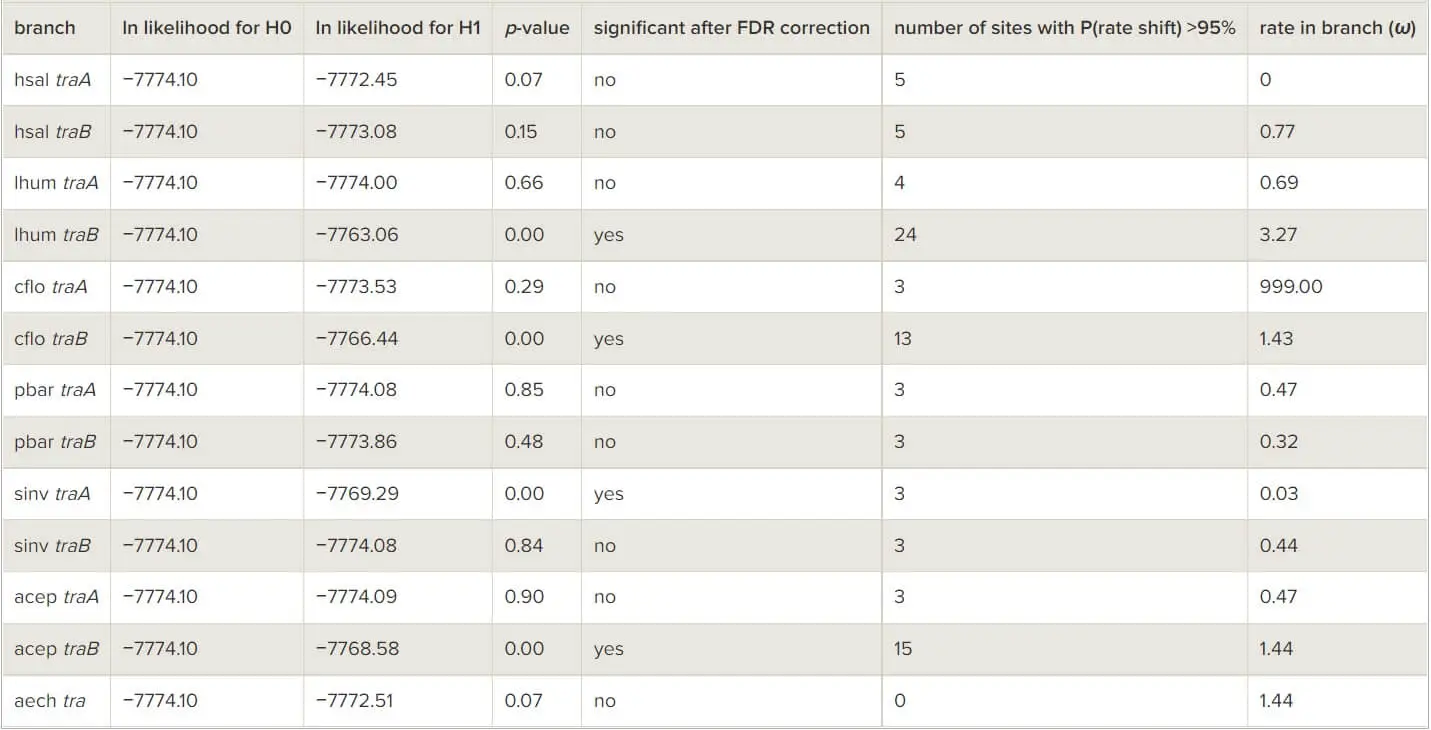 branch ln likelihood for H0 ln likelihood for H1 p-value significant after FDR correction number of sites with P(rate shift) >95% rate in branch (ω)
hsal traA −7774.10 −7772.45 0.07 no 5 0
hsal traB −7774.10 −7773.08 0.15 no 5 0.77
lhum traA −7774.10 −7774.00 0.66 no 4 0.69
lhum traB −7774.10 −7763.06 0.00 yes 24 3.27
cflo traA −7774.10 −7773.53 0.29 no 3 999.00
cflo traB −7774.10 −7766.44 0.00 yes 13 1.43
pbar traA −7774.10 −7774.08 0.85 no 3 0.47
pbar traB −7774.10 −7773.86 0.48 no 3 0.32
sinv traA −7774.10 −7769.29 0.00 yes 3 0.03
sinv traB −7774.10 −7774.08 0.84 no 3 0.44
acep traA −7774.10 −7774.09 0.90 no 3 0.47
acep traB −7774.10 −7768.58 0.00 yes 15 1.44
aech tra −7774.10 −7772.51 0.07 no 0 1.44